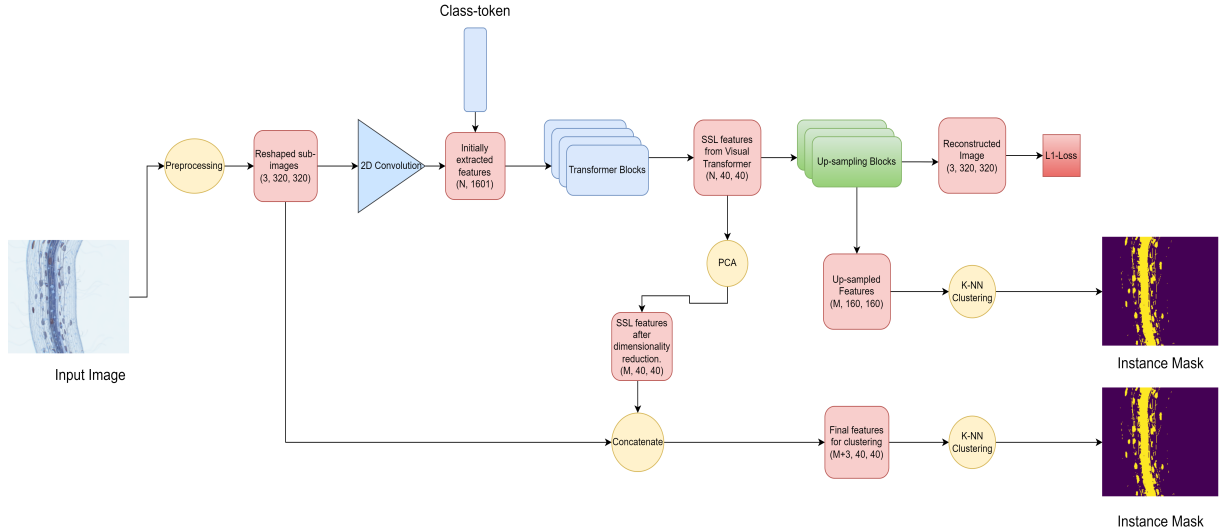 Class-token
Preprocessing
Reshaped sub-
images
(3, 320, 320)
2D Convolution
Initially
extracted
features
(N, 1601)
Transformer Blocks
SSL features
from Visual
Transformer
(N, 40, 40)
Up-sampling Blocks
Reconstructed
Image
(3, 320, 320)
L1-Loss
PCA
Up-sampled
Features
(M, 160, 160)
K-NN
Clustering
Instance Mask
Input Image
SSL features
after
dimensionality
reduction.
(M, 40, 40)
Concatenate
Final features
for clustering
(M+3, 40, 40)
K-NN
Clustering
Instance Mask